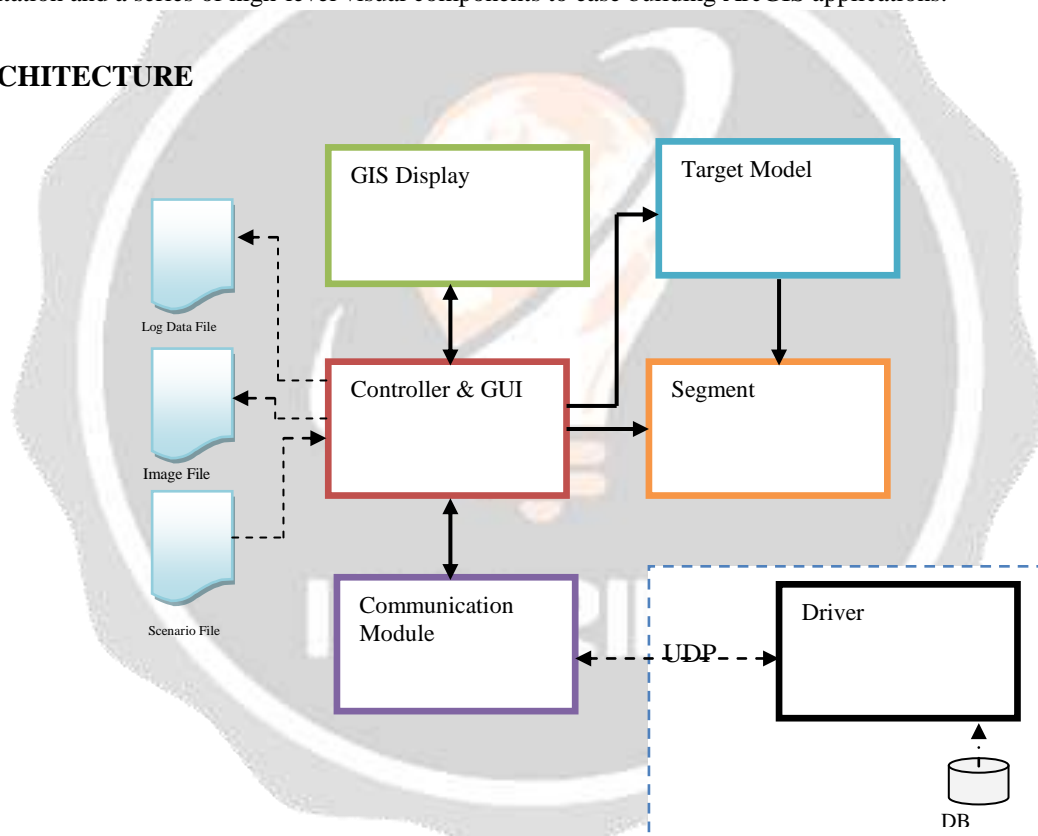 CHITECTURE
GIS Display
Target Model
Log Data File
Controller & GUI
Segment
Image File
Communication
Module
Driver
Scenario File
UDP
DB